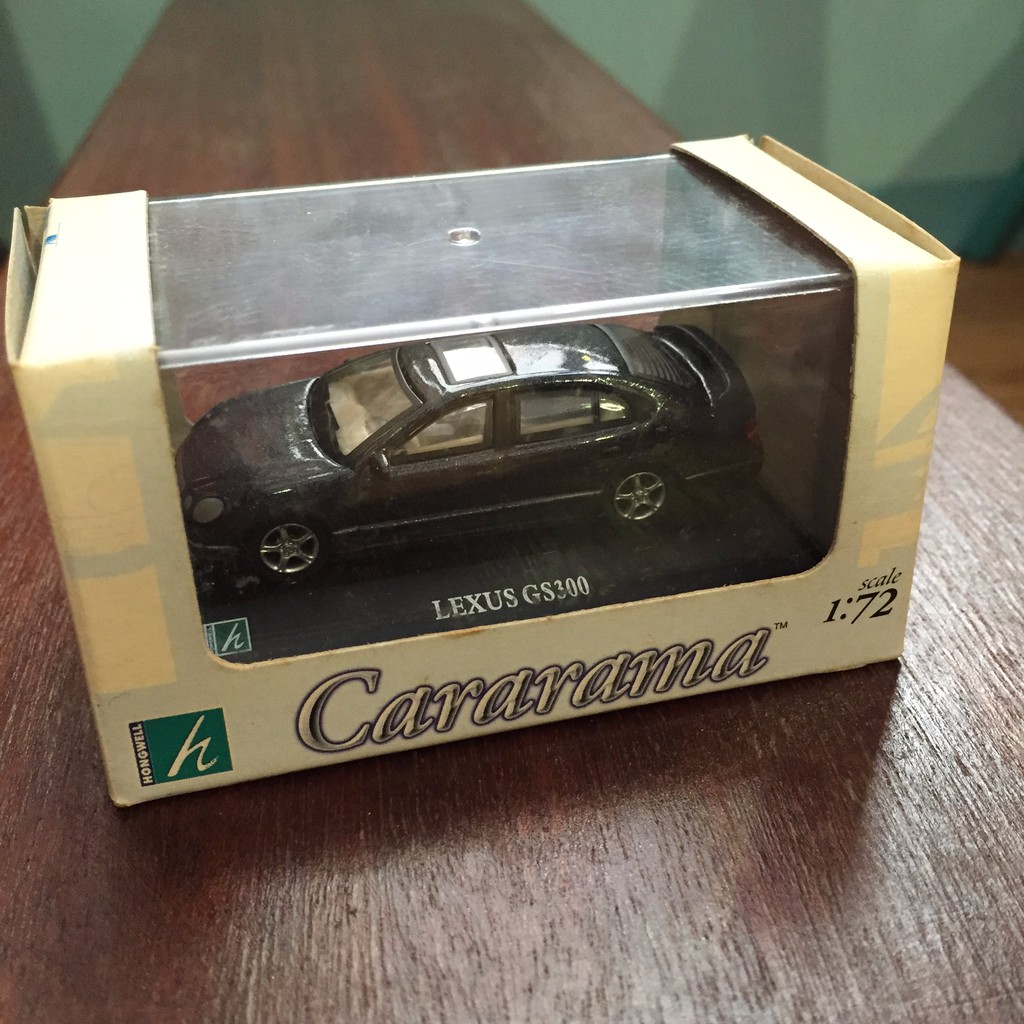 LEXUS GS300
h
scale
1:72
Cararama™
HONGWELL
h